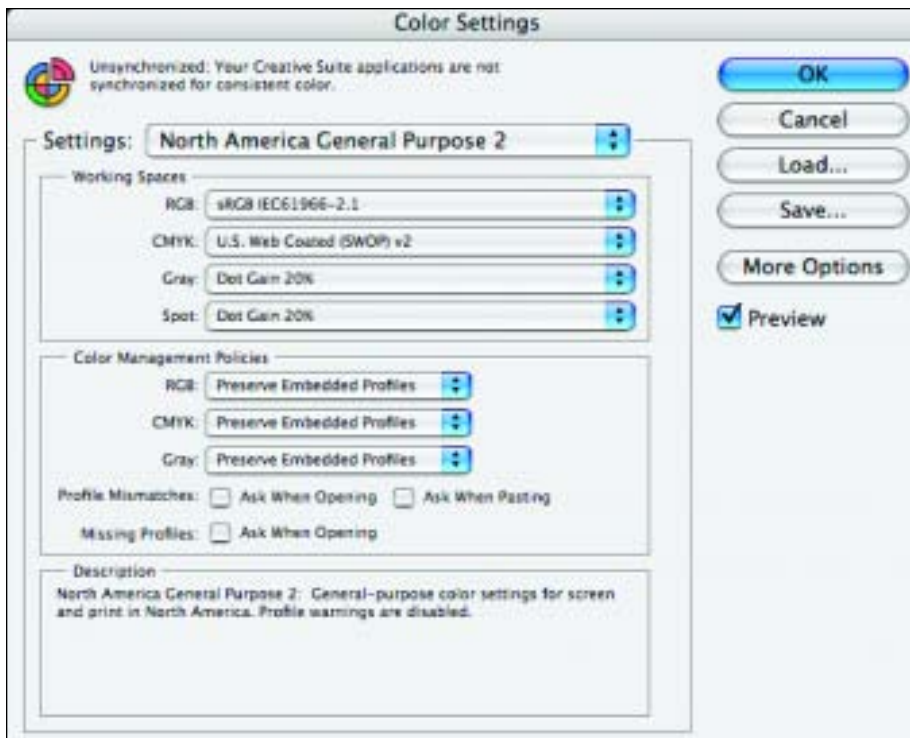 Color Settings
Unsynchronized: Your Creative Suite applications are not
synchronized for consistent color.
OK
Cancel
Load...
Save...
More Options
Preview
Settings: North America General Purpose 2
Working Spaces
RGB: sRGB IEC61966-2.1
CMYK: U.S. Web Coated (SWOP) v2
Gray: Dot Gain 20%
Spot: Dot Gain 20%
Color Management Policies
RGB: Preserve Embedded Profiles
CMYK: Preserve Embedded Profiles
Gray: Preserve Embedded Profiles
Profile Mismatches: Ask When Opening Ask When Pasting
Missing Profiles: Ask When Opening
Description
North America General Purpose 2: General-purpose color settings for screen
and print in North America. Profile warnings are disabled.